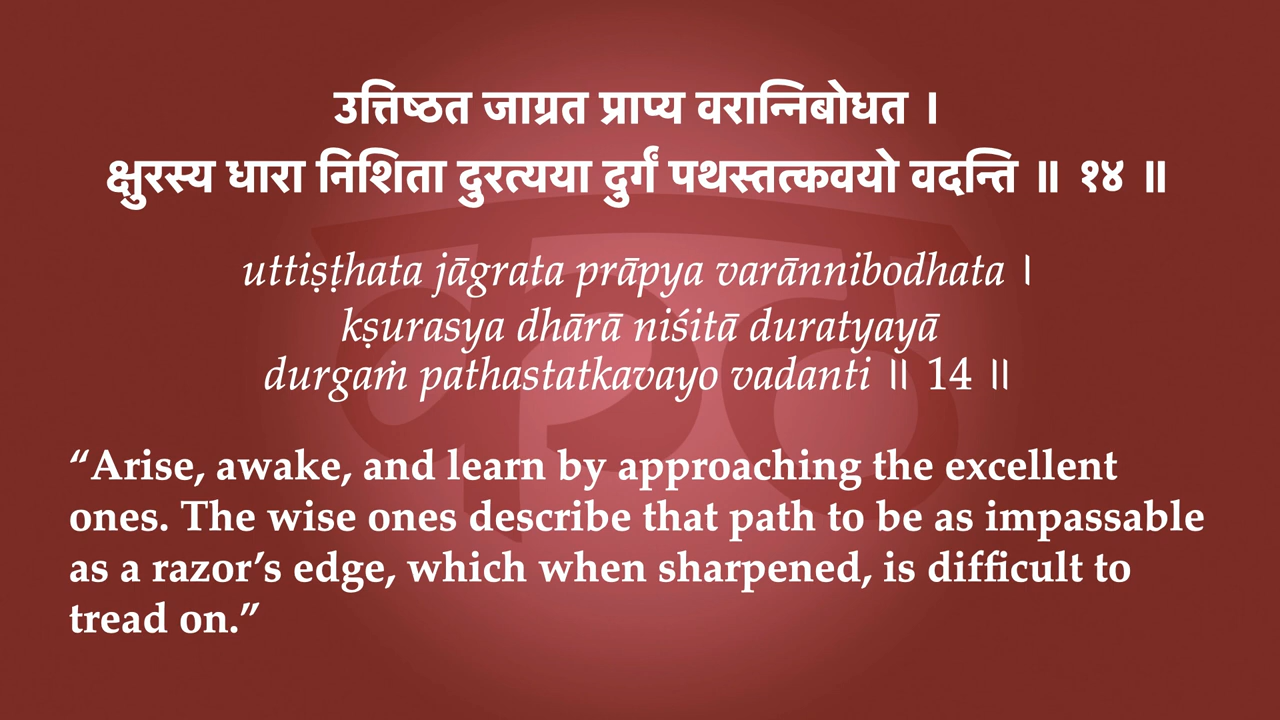 उत्तिष्ठत जाग्रत प्राप्य वरान्निबोधत ।
क्षुरस्य धारा निशिता दुरत्यया दुर्गं पथस्तत्कवयो वदन्ति ॥ १४ ॥
uttiṣṭhata jāgrata prāpya varānnibodhata ।
kṣurasya dhārā niśitā duratyayā
durgaṁ pathastatkavayo vadanti ॥ 14 ॥
“Arise, awake, and learn by approaching the excellent
ones. The wise ones describe that path to be as impassable
as a razor’s edge, which when sharpened, is difficult to
tread on.”
कठ